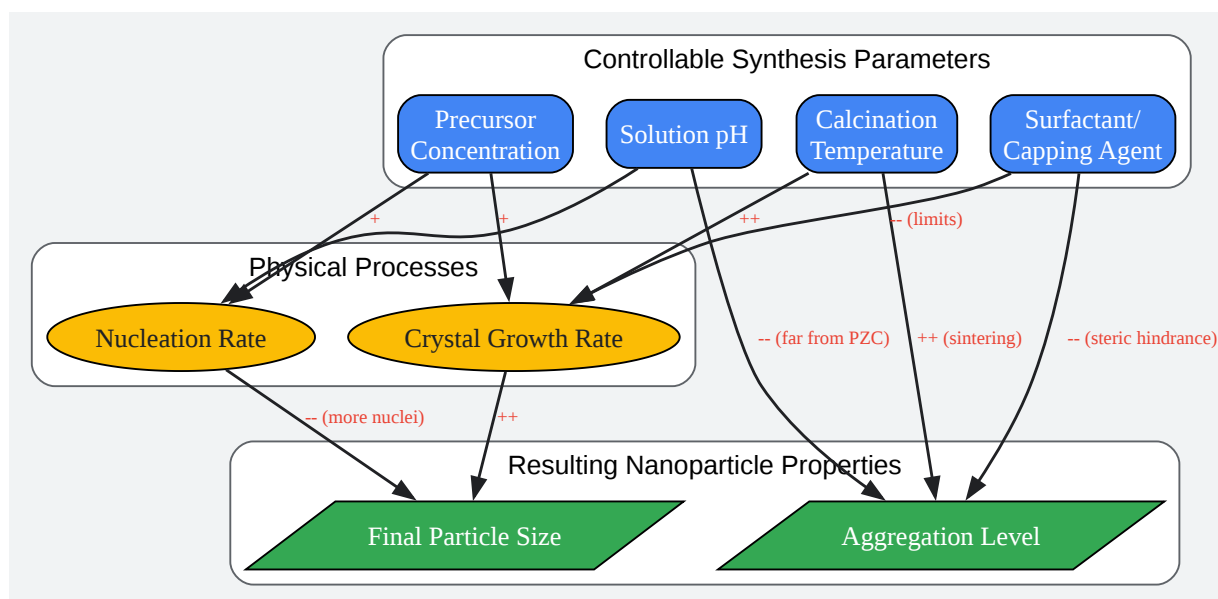 Controllable Synthesis Parameters
Precursor
Concentration
Solution pH
Calcination
Temperature
Surfactant/
Capping Agent
+
+
++
-- (limits)
Physical Processes
Nucleation Rate
Crystal Growth Rate
-- (far from PZC)
++ (sintering)
-- (steric hindrance)
-- (more nuclei)
++
Resulting Nanoparticle Properties
Final Particle Size
Aggregation Level